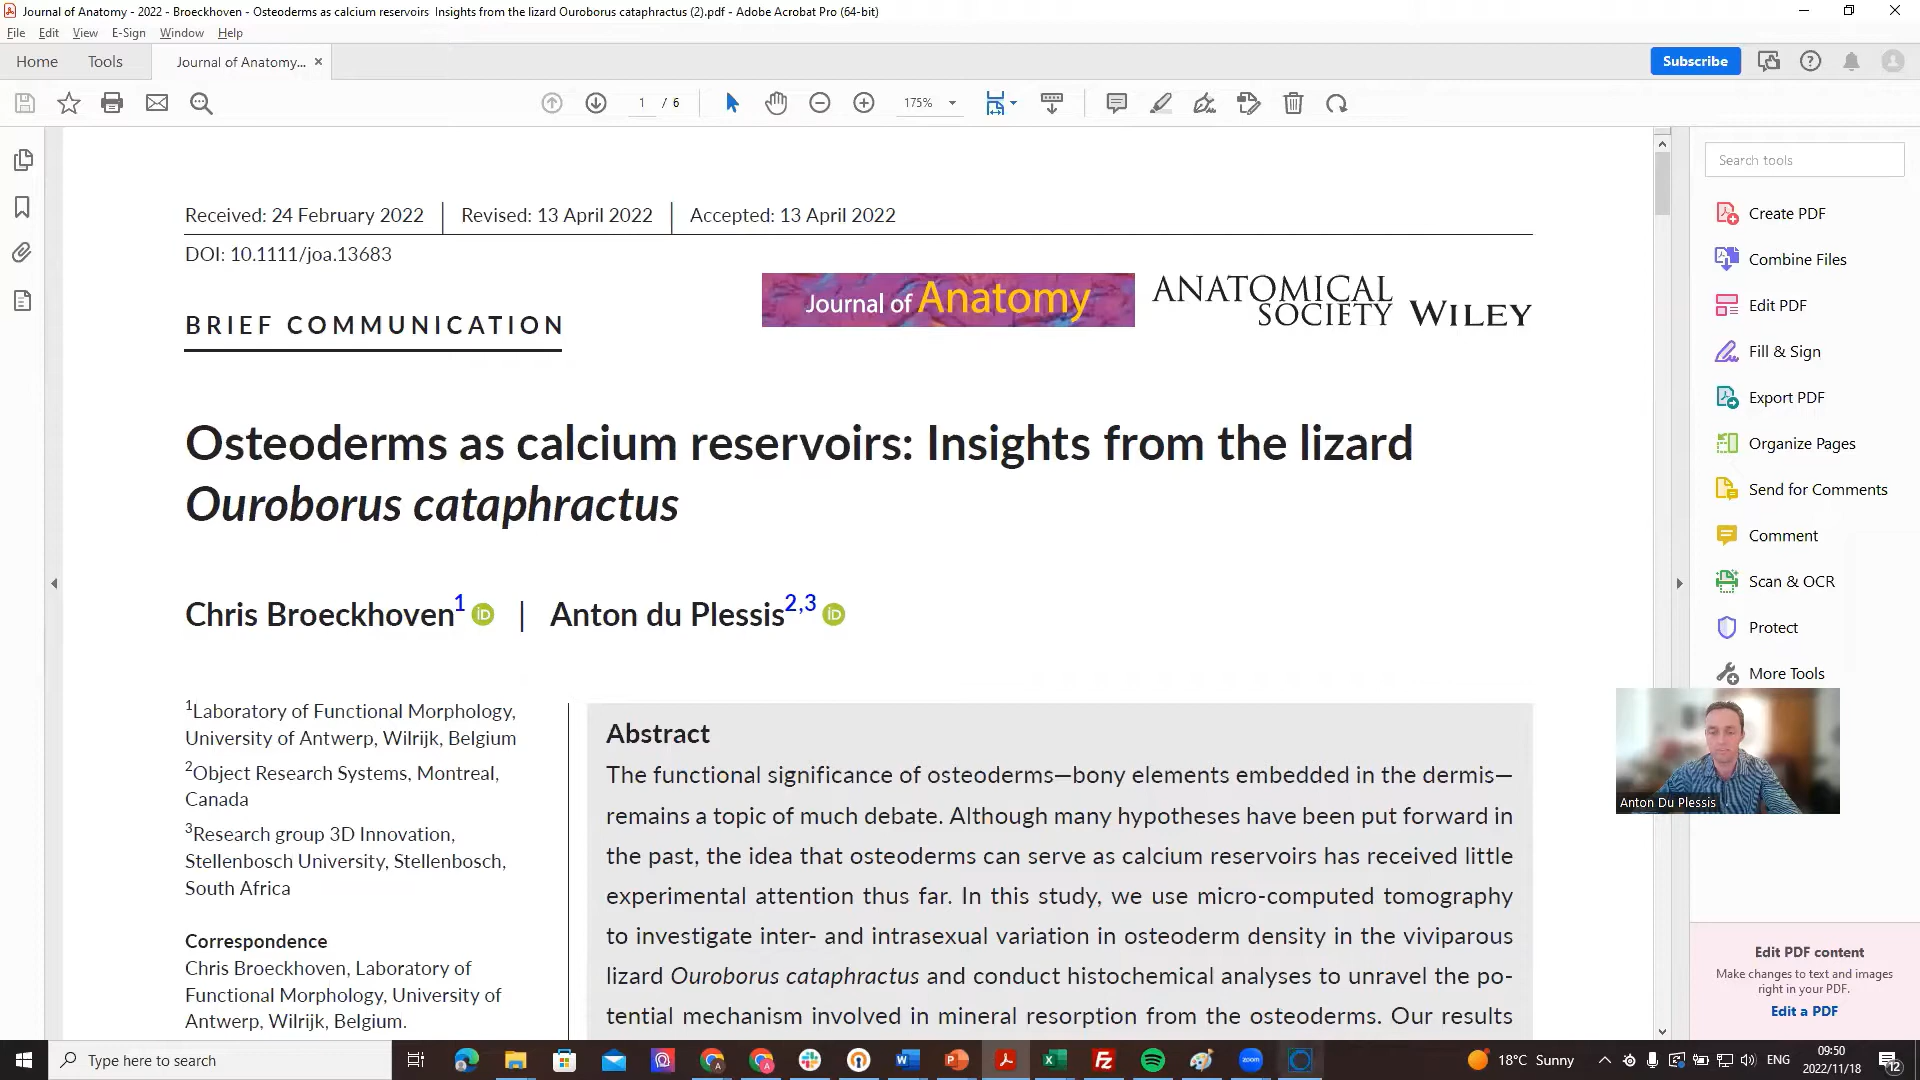 Journal of Anatomy - 2022 - Broeckhoven - Osteoderms as calcium reservoirs  Insights from the lizard Ouroborus cataphractus (2).pdf - Adobe Acrobat Pro (64-bit)
File Edit View E-Sign Window Help
Home Tools Journal of Anatomy... × Subscribe
1 / 6 175%
Search tools
Create PDF
Combine Files
Edit PDF
Fill & Sign
Export PDF
Organize Pages
Send for Comments
Comment
Scan & OCR
Protect
More Tools
Received: 24 February 2022 | Revised: 13 April 2022 | Accepted: 13 April 2022
DOI: 10.1111/joa.13683
Journal of Anatomy
ANATOMICAL
SOCIETY WILEY
BRIEF COMMUNICATION
Osteoderms as calcium reservoirs: Insights from the lizard
Ouroborus cataphractus
Chris Broeckhoven1 iD | Anton du Plessis2,3 iD
1Laboratory of Functional Morphology,
University of Antwerp, Wilrijk, Belgium
2Object Research Systems, Montreal,
Canada
3Research group 3D Innovation,
Stellenbosch University, Stellenbosch,
South Africa
Correspondence
Chris Broeckhoven, Laboratory of
Functional Morphology, University of
Antwerp, Wilrijk, Belgium.
Abstract
The functional significance of osteoderms—bony elements embedded in the dermis—
remains a topic of much debate. Although many hypotheses have been put forward in
the past, the idea that osteoderms can serve as calcium reservoirs has received little
experimental attention thus far. In this study, we use micro-computed tomography
to investigate inter- and intrasexual variation in osteoderm density in the viviparous
lizard Ouroborus cataphractus and conduct histochemical analyses to unravel the po-
tential mechanism involved in mineral resorption from the osteoderms. Our results
Anton Du Plessis
Edit PDF content
Make changes to text and images
right in your PDF.
Edit a PDF
Type here to search
18°C Sunny
ENG
09:50
2022/11/18
12